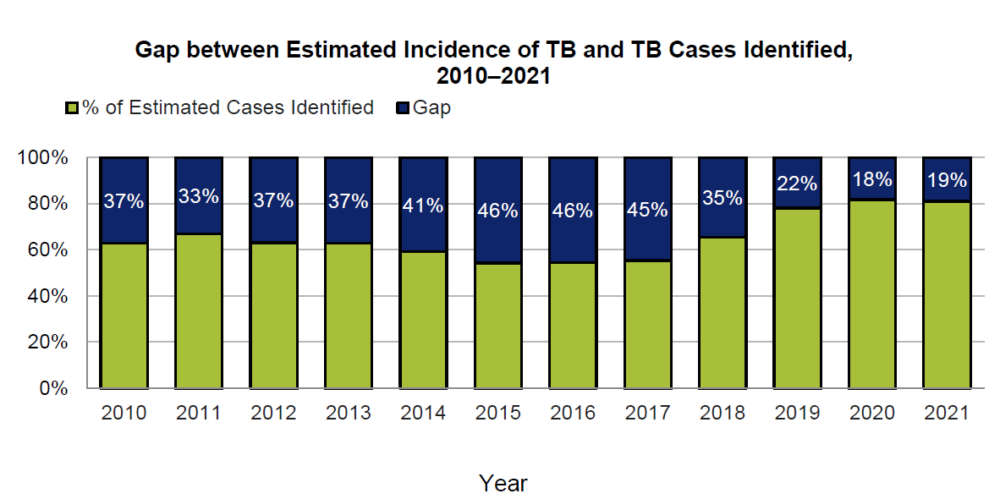 Gap between Estimated Incidence of TB and TB Cases Identified,
2010–2021
% of Estimated Cases Identified Gap
100%
80%
60%
40%
20%
0%
37% 33% 37% 37% 41% 46% 46% 45% 35% 22% 18% 19%
2010 2011 2012 2013 2014 2015 2016 2017 2018 2019 2020 2021
Year